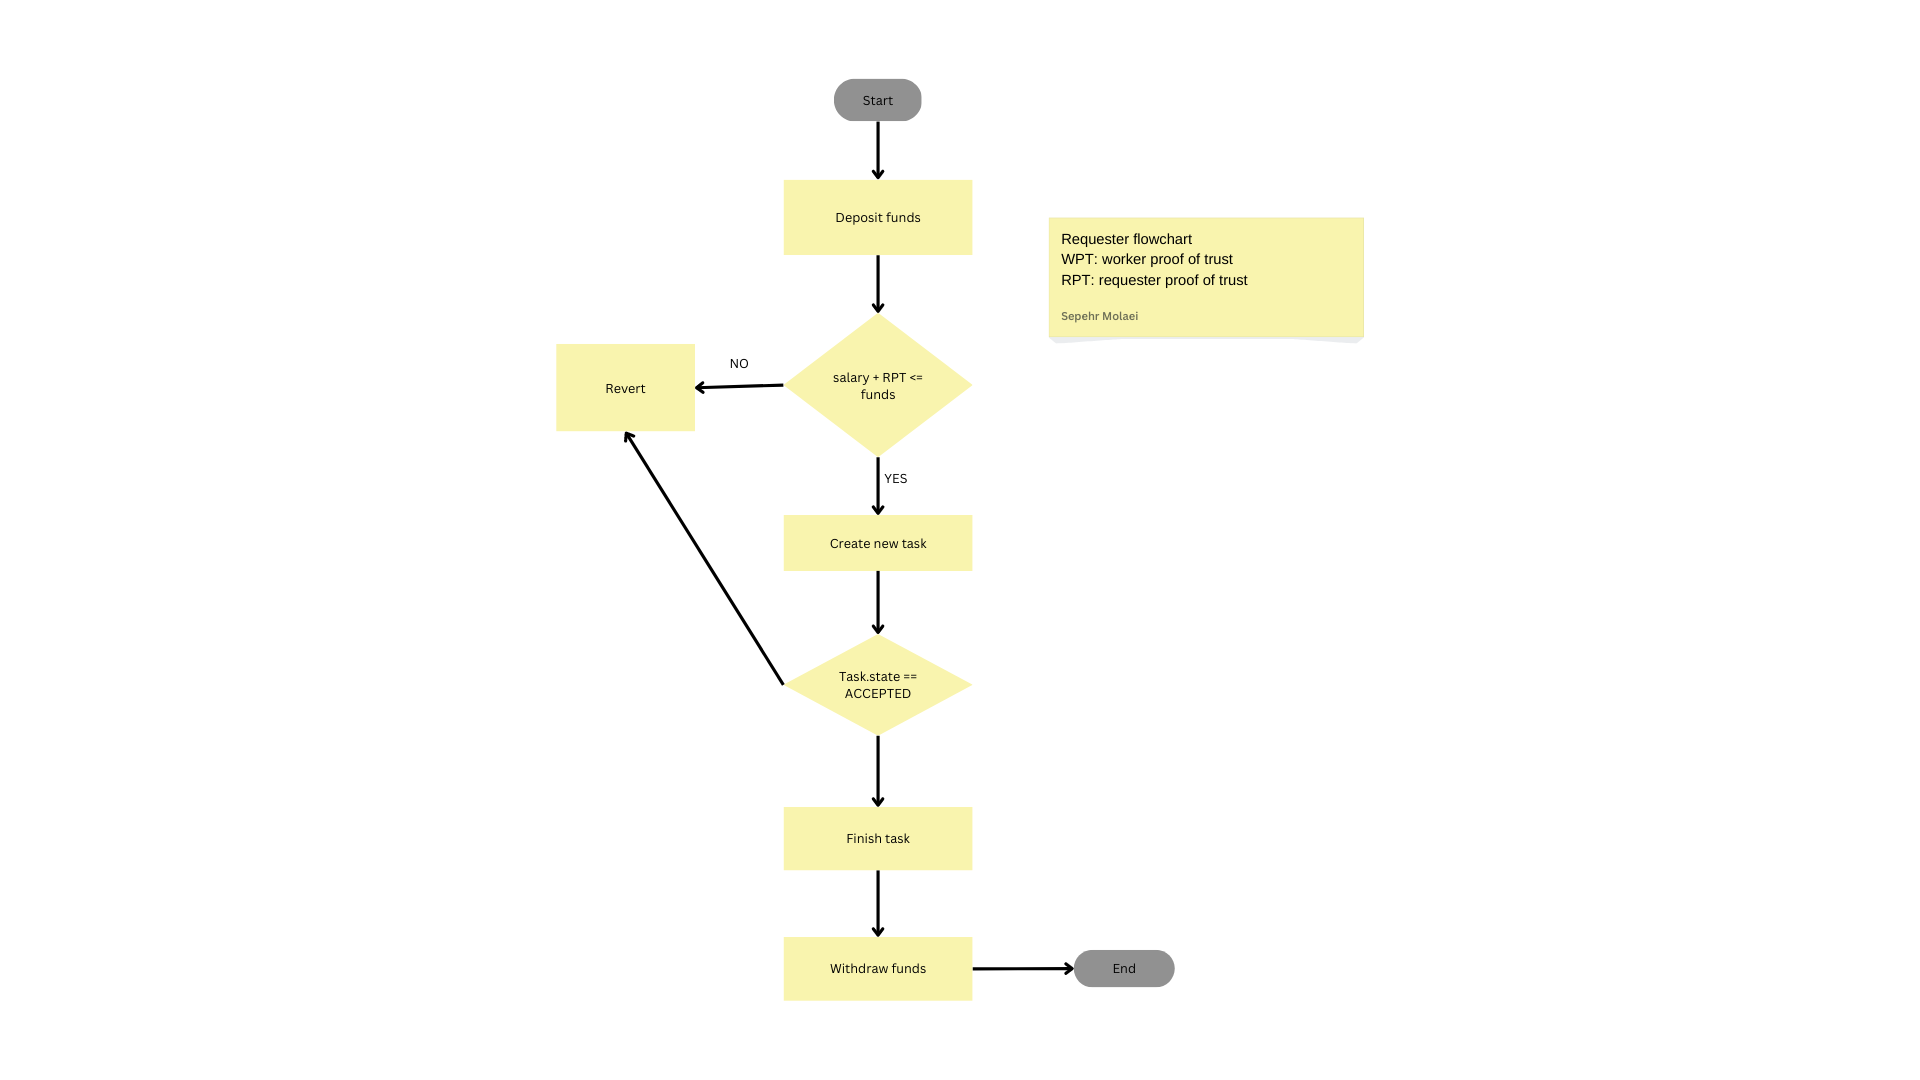 Start
Deposit funds
Requester flowchart
WPT: worker proof of trust
RPT: requester proof of trust
Sepehr Molaei
NO
Revert
salary + RPT <=
funds
YES
Create new task
Task.state ==
ACCEPTED
Finish task
Withdraw funds
End